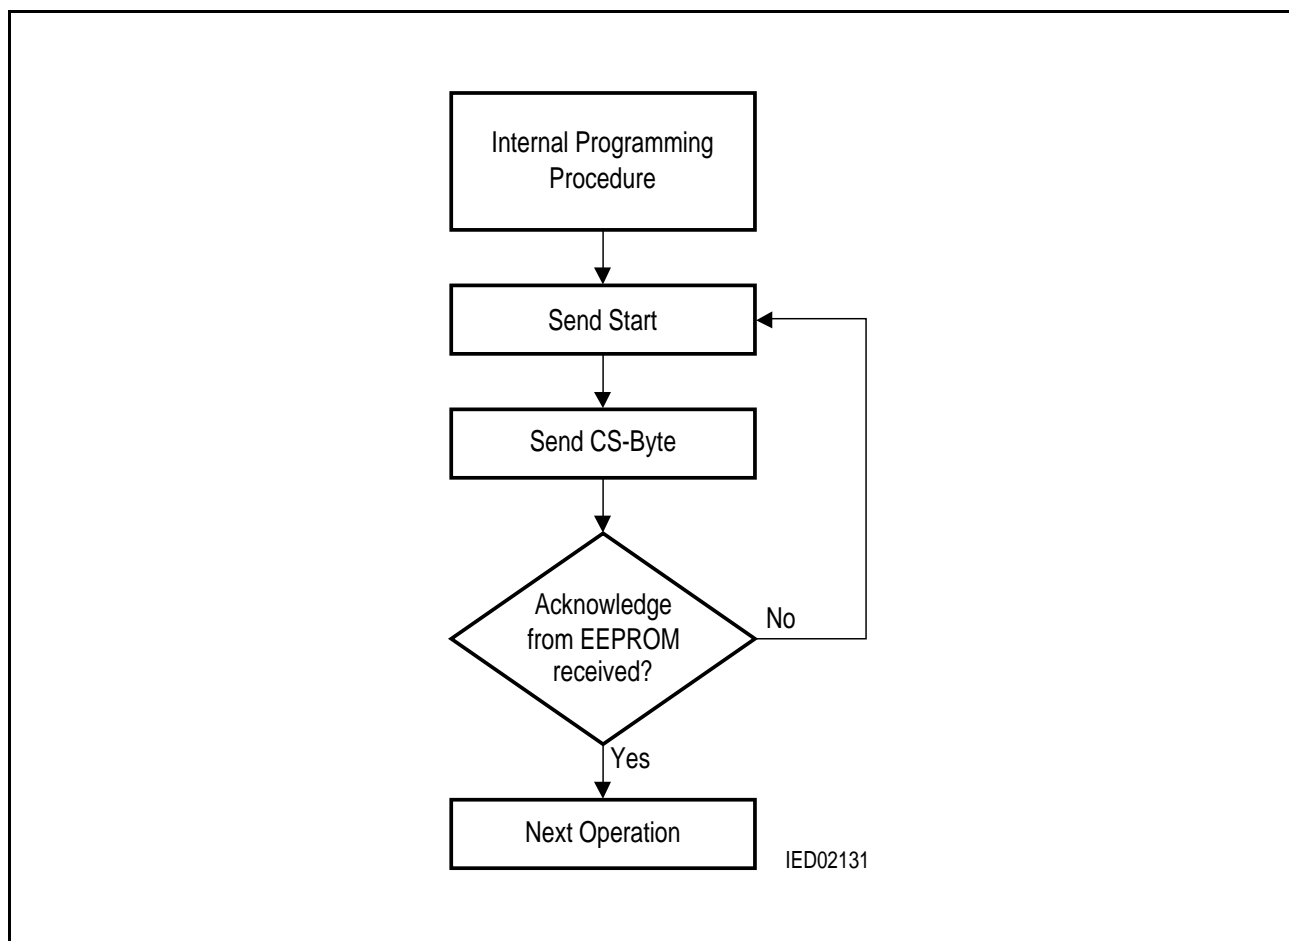 Internal Programming
Procedure
Send Start
Send CS-Byte
Acknowledge
from EEPROM
received?
No
Yes
Next Operation
IED02131